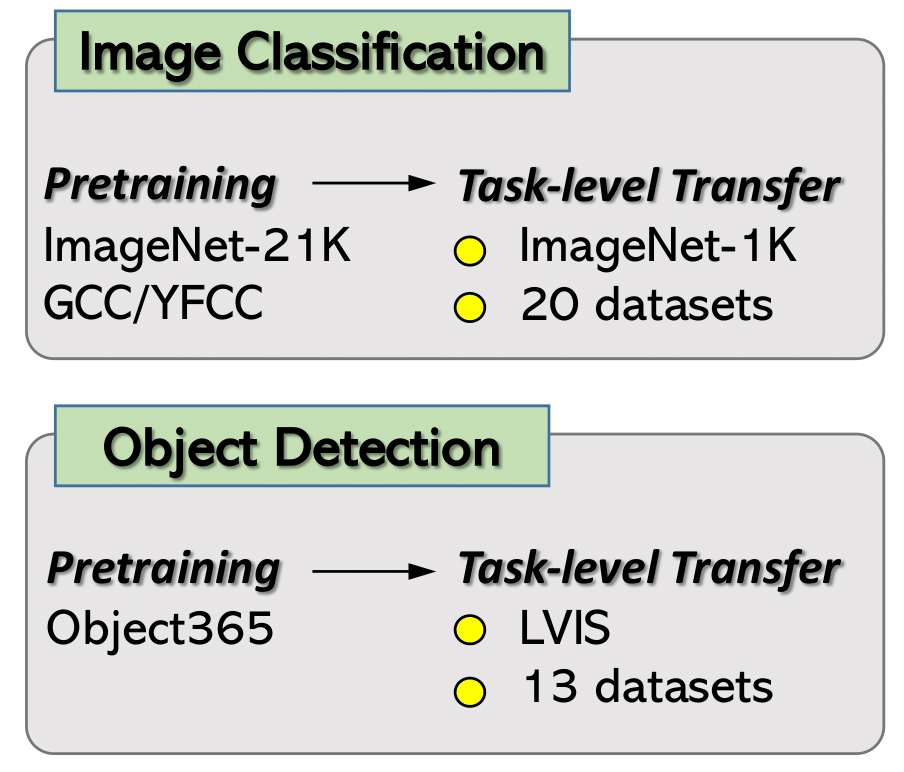 Image Classification
Pretraining
Task-level Transfer
ImageNet-21K
ImageNet-1K
GCC/YFCC
20 datasets
Object Detection
Pretraining
Task-level Transfer
Object365
LVIS
13 datasets